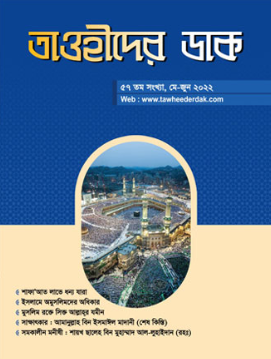 তাওহীদের ডাক
৫৭ তম সংখ্যা, মে-জুন ২০২২
Web : www.tawheederdak.com
শাফা‘আত লাভে ধন্য যারা
ইসলামে অমুসলিমদের অধিকার
মুসলিম রক্তে সিক্ত আল্লাহর যমীন
সাক্ষাৎকার : আমানুল্লাহ বিন ইসমাঈল মাদানী (শেষ কিস্তি)
সমকালীন মনীষী : শায়খ ছালেহ বিন মুহাম্মাদ আল-লুহাইদান (রহঃ)